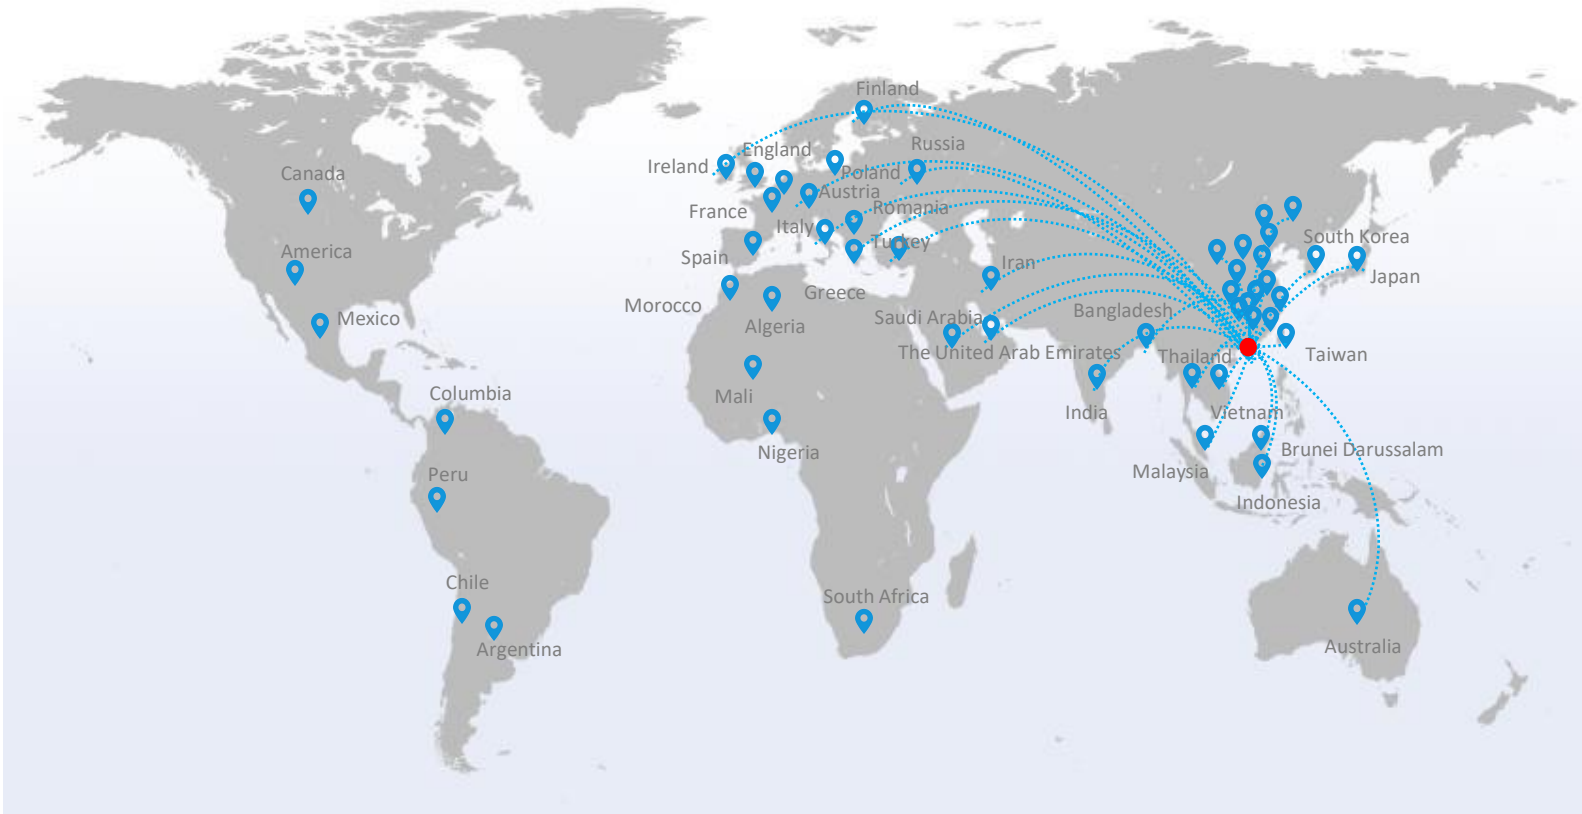 Finland
England
Russia
Ireland
Poland
Canada
Austria
France
Romania
Italy
America
Turkey
South Korea
Spain
Iran
Japan
Morocco
Greece
Algeria
Mexico
Saudi Arabia
Bangladesh
The United Arab Emirates
Thailand
Taiwan
Columbia
Mali
India
Vietnam
Nigeria
Brunei Darussalam
Peru
Malaysia
Indonesia
Chile
South Africa
Argentina
Australia